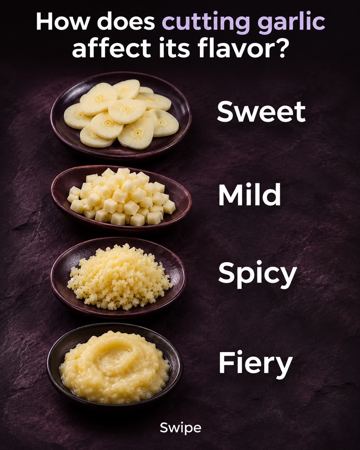 How does cutting garlic
affect its flavor?
Sweet
Mild
Spicy
Fiery
Swipe